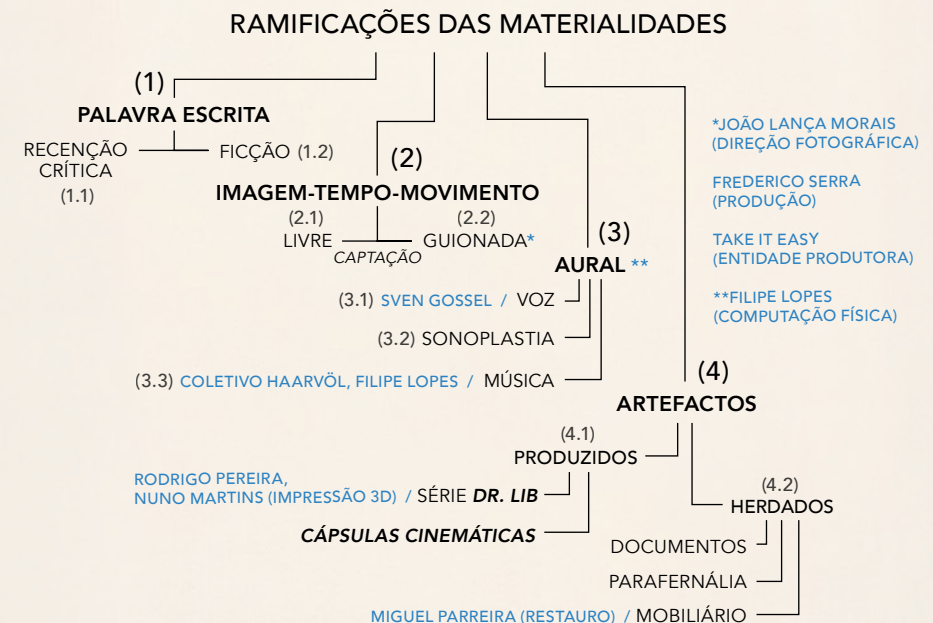 RAMIFICAÇÕES DAS MATERIALIDADES
(1)
PALAVRA ESCRITA
RECENÇÃO
CRÍTICA
(1.1)
FICÇÃO (1.2)
(2)
IMAGEM-TEMPO-MOVIMENTO
(2.1)
LIVRE
CAPTAÇÃO
(2.2)
GUIONADA*
(3)
AURAL **
(3.1) SVEN GOSSEL / VOZ
(3.2) SONOPLASTIA
(3.3) COLETIVO HAARVÖL, FILIPE LOPES / MÚSICA
(4)
ARTEFACTOS
(4.1)
PRODUZIDOS
RODRIGO PEREIRA,
NUNO MARTINS (IMPRESSÃO 3D) / SÉRIE DR. LIB
CÁPSULAS CINEMÁTICAS
(4.2)
HERDADOS
DOCUMENTOS
PARAFERNÁLIA
MIGUEL PARREIRA (RESTAURO) / MOBILIÁRIO
*JOÃO LANÇA MORAIS
(DIREÇÃO FOTOGRÁFICA)
FREDERICO SERRA
(PRODUÇÃO)
TAKE IT EASY
(ENTIDADE PRODUTORA)
**FILIPE LOPES
(COMPUTAÇÃO FÍSICA)